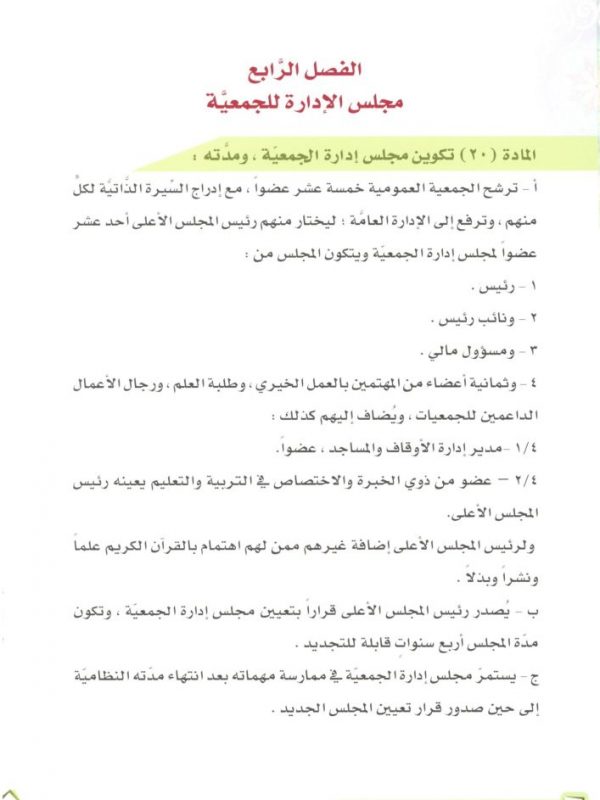 الفصل الرَّابع
مجلس الإدارة للجمعيَّة
المادة (٢٠) تكوين مجلس إدارة الجمعيَة ، ومدَّته :
أ - ترشح الجمعية العمومية خمسة عشر عضواً ، مع إدراج السِّيرة الذَّاتيَّة لكلٍّ
منهم ، وترفع إلى الإدارة العامَّة ؛ ليختار منهم رئيس المجلس الأعلى أحد عشر
عضواً لمجلس إدارة الجمعيَة ويتكون المجلس من :
١ - رئيس .
٢ - ونائب رئيس .
٣ - ومسؤول مالي .
٤ - وثمانية أعضاء من المهتمين بالعمل الخيري ، وطلبة العلم ، ورجال الأعمال
الداعمين للجمعيات ، ويُضاف إليهم كذلك :
١/٤ -مدير إدارة الأوقاف والمساجد ، عضواً.
٢/٤ – عضو من ذوي الخبرة والاختصاص في التربية والتعليم يعينه رئيس
المجلس الأعلى.
ولرئيس المجلس الأعلى إضافة غيرهم ممن لهم اهتمام بالقرآن الكريم علماً
ونشراً وبذلاً .
ب - يُصدر رئيس المجلس الأعلى قراراً بتعيين مجلس إدارة الجمعيَة ، وتكون
مدَة المجلس أربع سنواتٍ قابلة للتجديد .
ج - يستمرَ مجلس إدارة الجمعيَة في ممارسة مهماته بعد انتهاء مدَته النظاميَة
إلى حين صدور قرار تعيين المجلس الجديد .